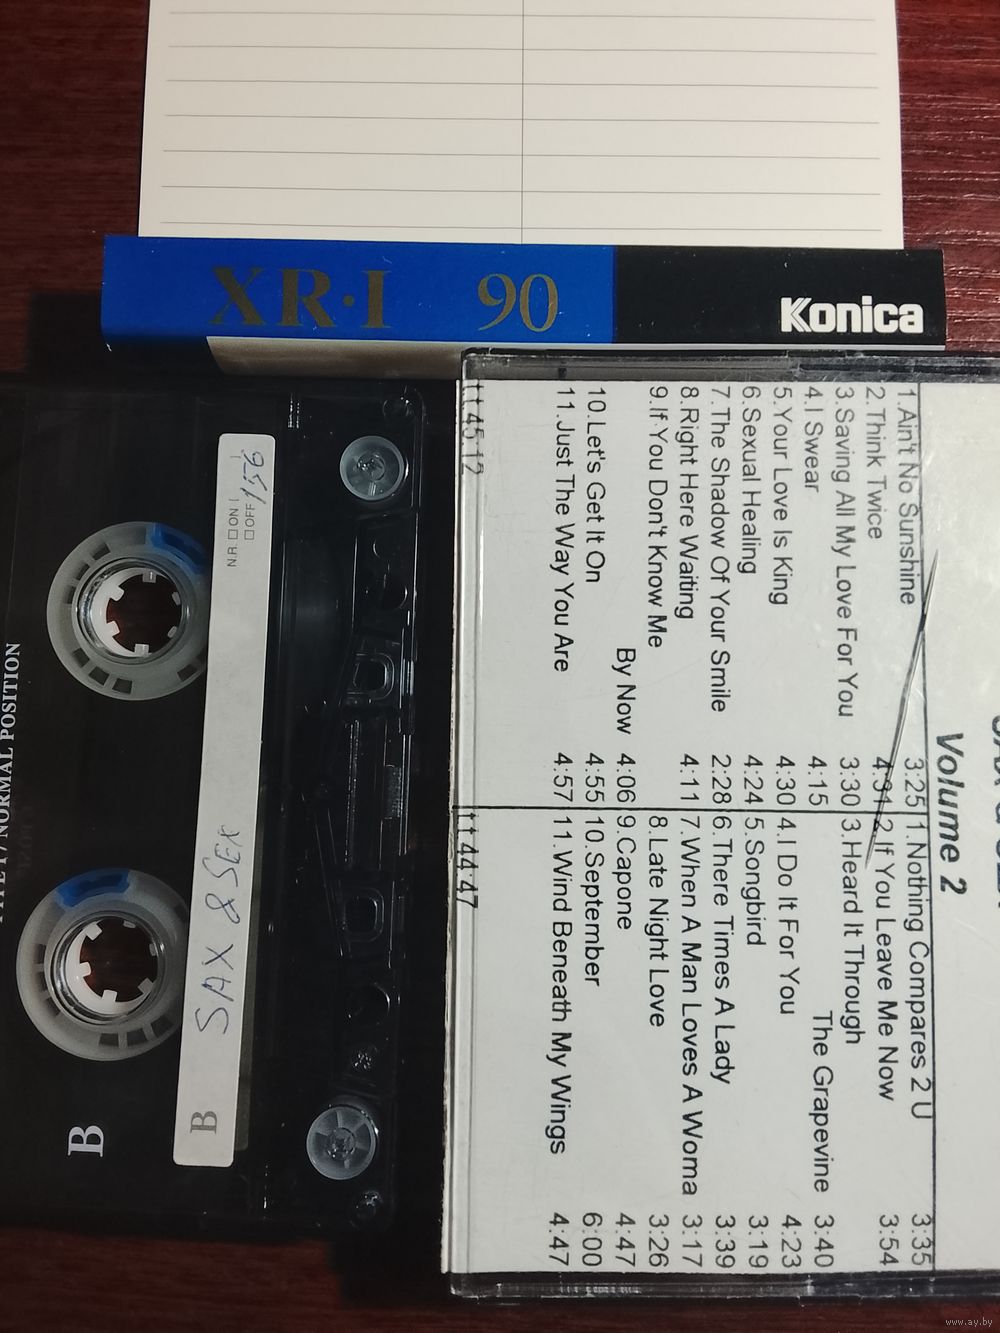 XR·I 90
Konica
Volume 2
1.Ain't No Sunshine 3:25
2.Think Twice 4:31
3.Saving All My Love For You 3:30
4.I Swear 4:15
5.Your Love Is King 4:30
6.Sexual Healing 4:24
7.The Shadow Of Your Smile 2:28
8.Right Here Waiting 4:11
9.If You Don't Know Me
By Now 4:06
10.Let's Get It On 4:55
11.Just The Way You Are 4:57
tt 45:12
1.Nothing Compares 2 U 3:35
2.If You Leave Me Now 3:54
3.Heard It Through
The Grapevine 3:40
4.I Do It For You 4:23
5.Songbird 3:19
6.There Times A Lady 3:39
7.When A Man Loves A Woma 3:17
8.Late Night Love 3:26
9.Capone 4:47
10.September 6:00
11.Wind Beneath My Wings 4:47
tt 44:47
B SAX & SEX
N.R. □ ON □ OFF
B
NORMAL POSITION
www.ay.by